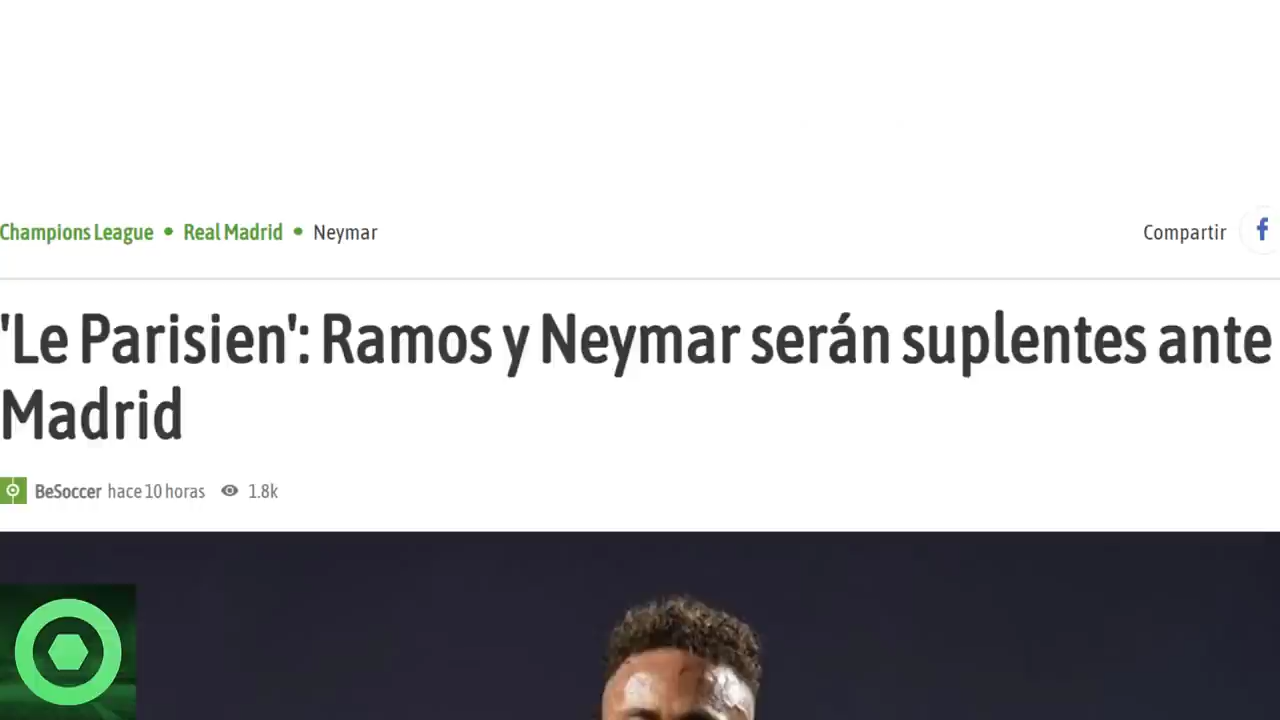 Champions League • Real Madrid • Neymar
Compartir
'Le Parisien': Ramos y Neymar serán suplentes ante
Madrid
BeSoccer hace 10 horas 1.8k